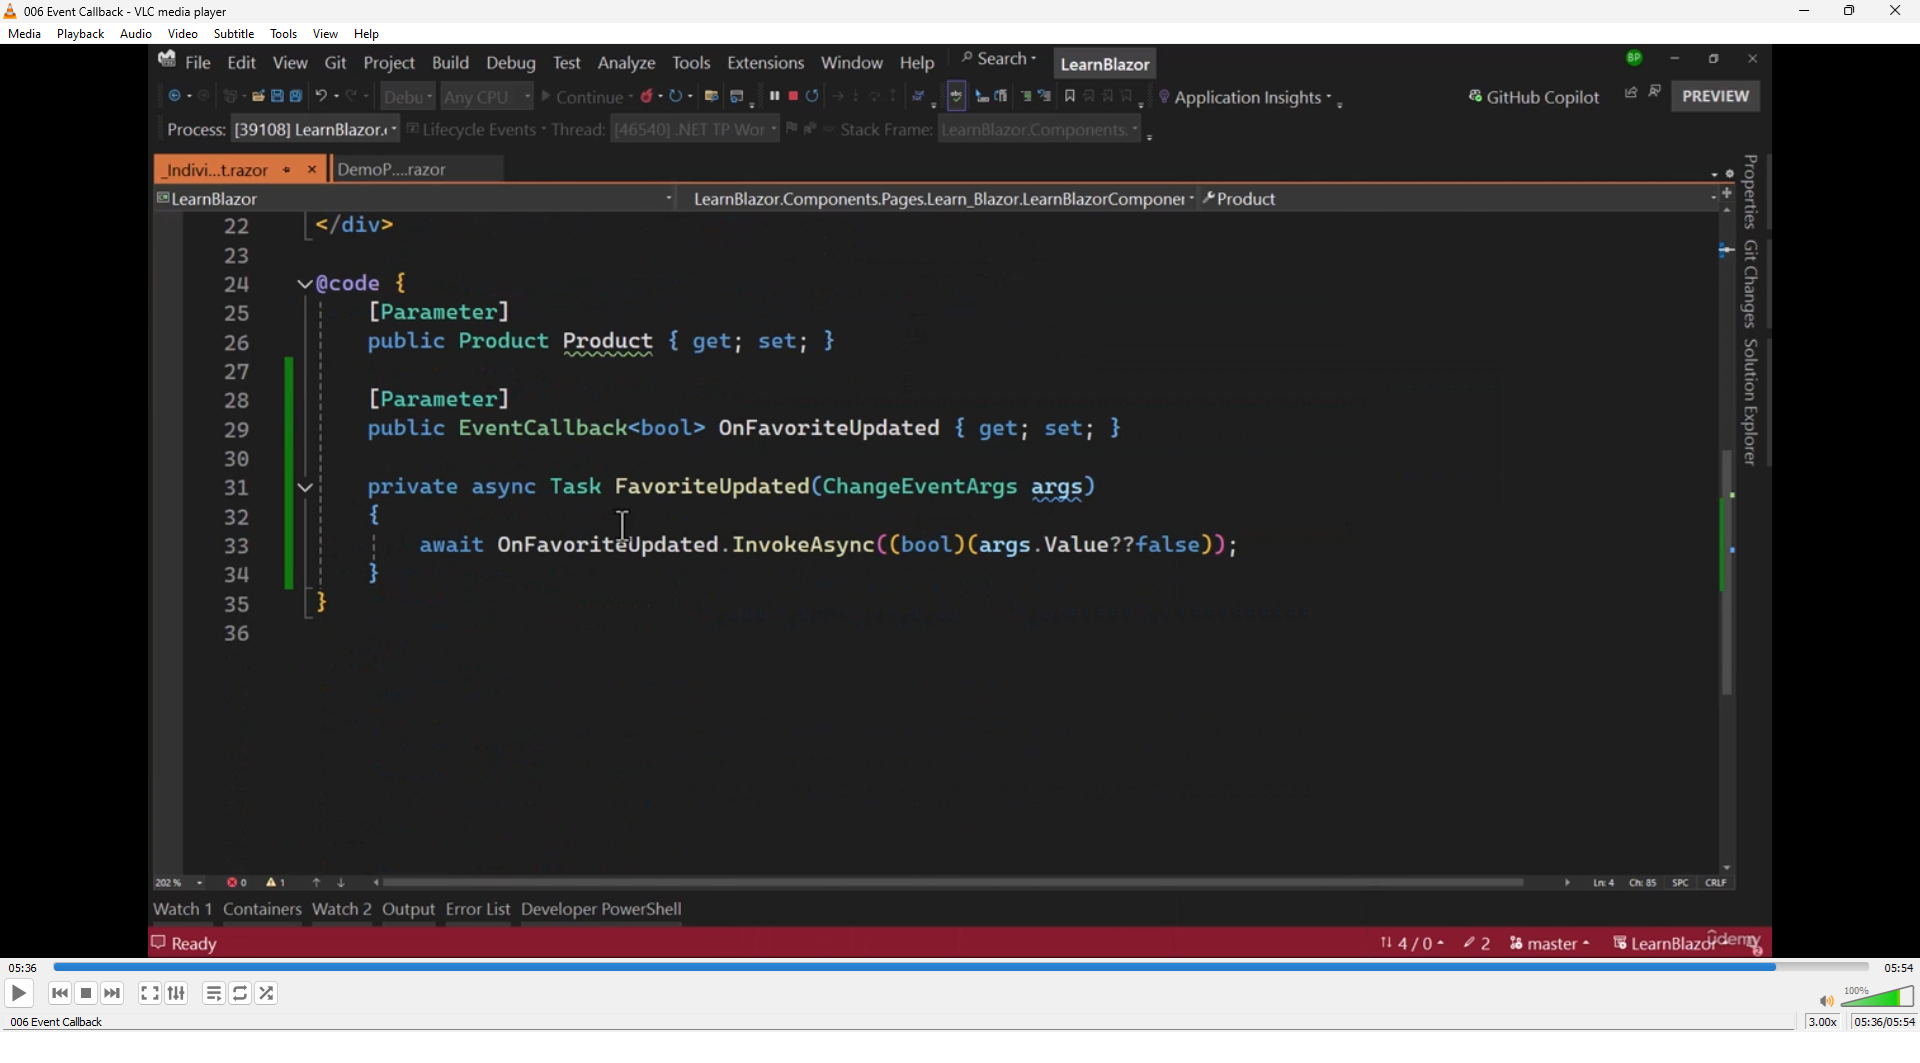 006 Event Callback - VLC media player
Media Playback Audio Video Subtitle Tools View Help
File Edit View Git Project Build Debug Test Analyze Tools Extensions Window Help Search LearnBlazor BP
Debu Any CPU Continue Application Insights GitHub Copilot PREVIEW
Process: [39108] LearnBlazor.( Lifecycle Events Thread: [46540] .NET TP Wor Stack Frame: LearnBlazor.Components.
_Indivi...t.razor DemoP....razor
LearnBlazor LearnBlazor.Components.Pages.Learn_Blazor.LearnBlazorComponer Product
22 </div>
23
24 @code {
25 [Parameter]
26 public Product Product { get; set; }
27
28 [Parameter]
29 public EventCallback<bool> OnFavoriteUpdated { get; set; }
30
31 private async Task FavoriteUpdated(ChangeEventArgs args)
32 {
33 await OnFavoriteUpdated.InvokeAsync((bool)(args.Value??false));
34 }
35 }
36
Properties
Git Changes
Solution Explorer
202 % 0 1 Ln: 4 Ch: 85 SPC CRLF
Watch 1 Containers Watch 2 Output Error List Developer PowerShell
Ready 4 / 0 2 master LearnBlazor 2
udemy
05:36 05:54
100%
006 Event Callback 3.00x 05:36/05:54